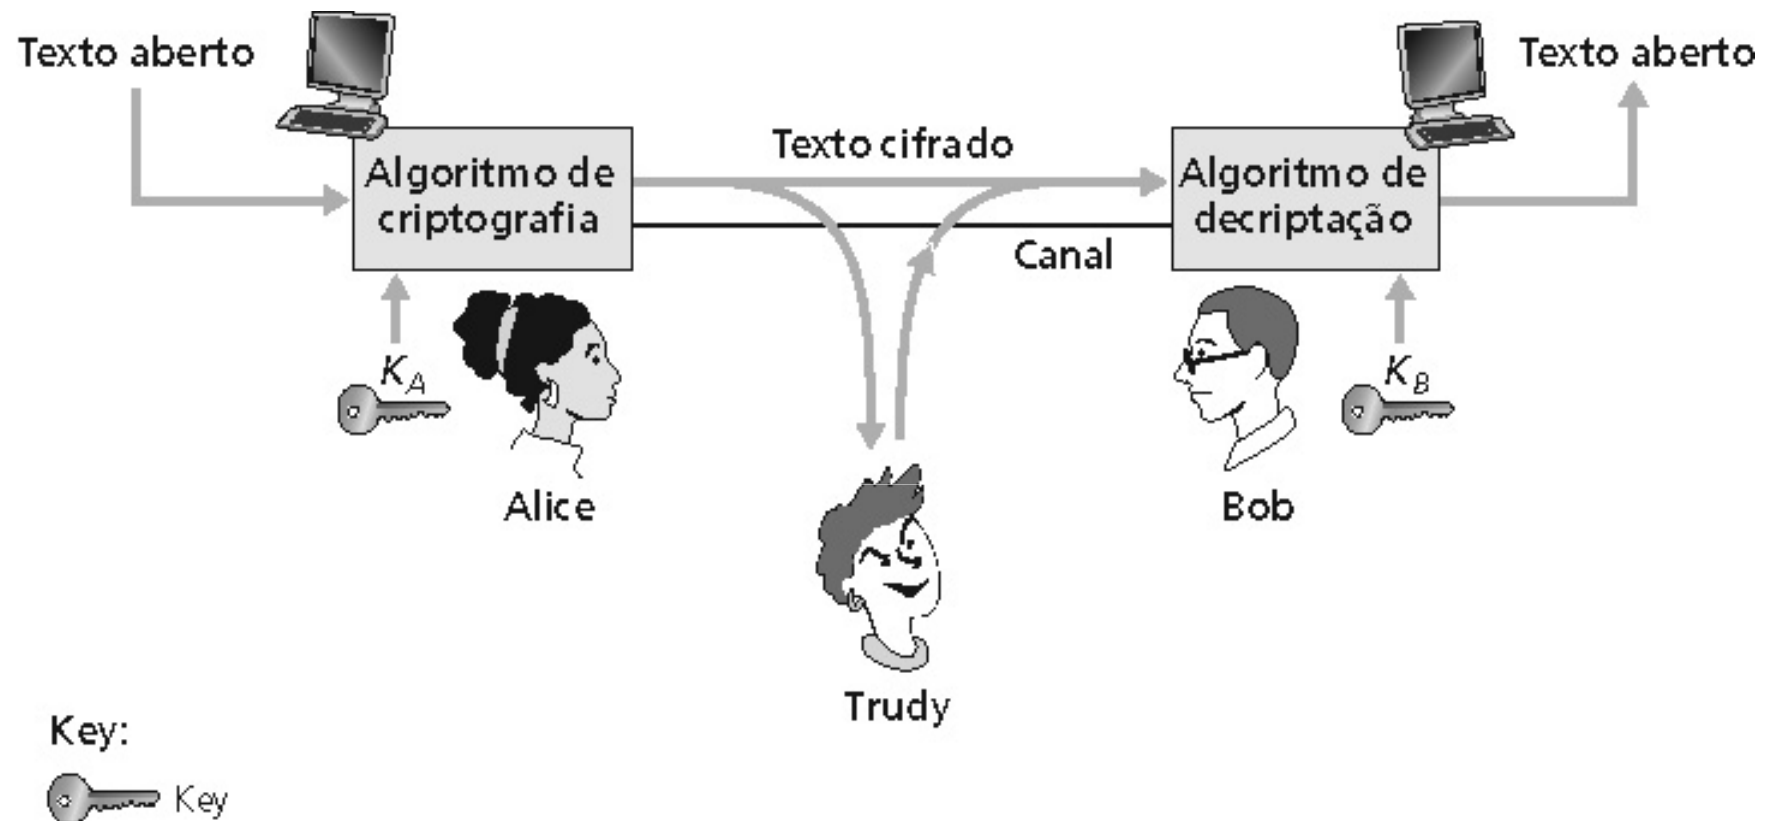 Texto aberto
Texto aberto
Texto cifrado
Algoritmo de
criptografia
Algoritmo de
decriptação
Canal
K_A
K_B
Alice
Bob
Trudy
Key:
Key